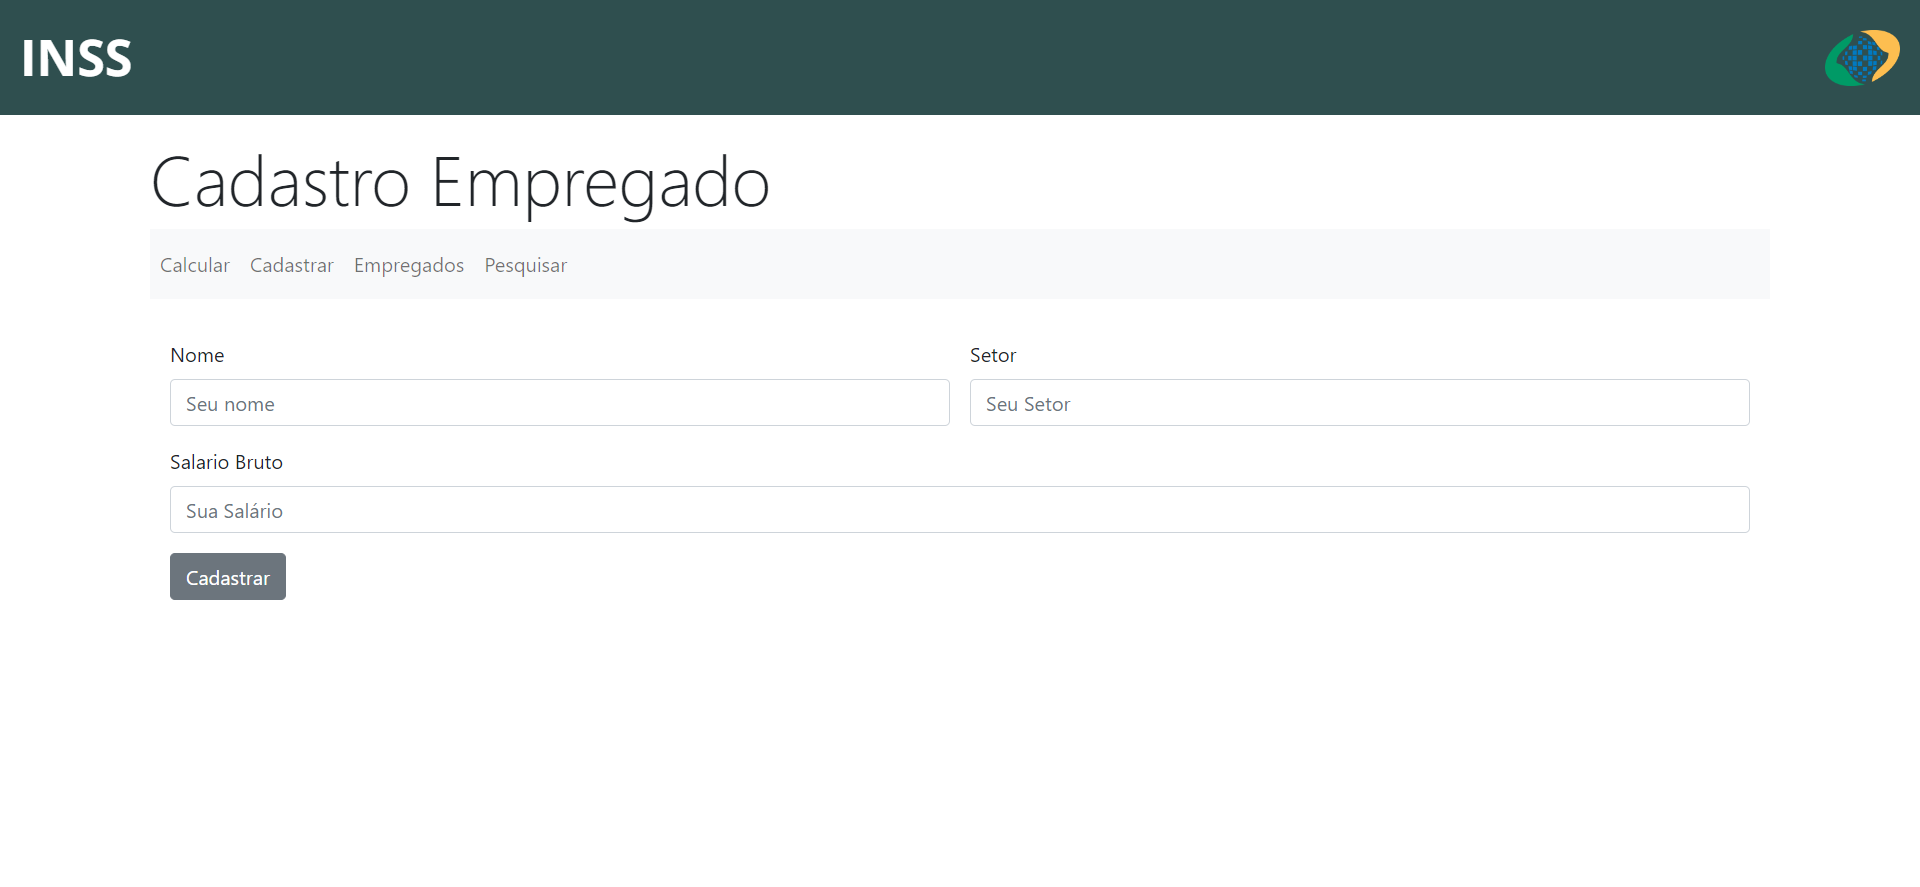 INSS
Cadastro Empregado
Calcular Cadastrar Empregados Pesquisar
Nome Setor
Seu nome Seu Setor
Salario Bruto
Sua Salário
Cadastrar